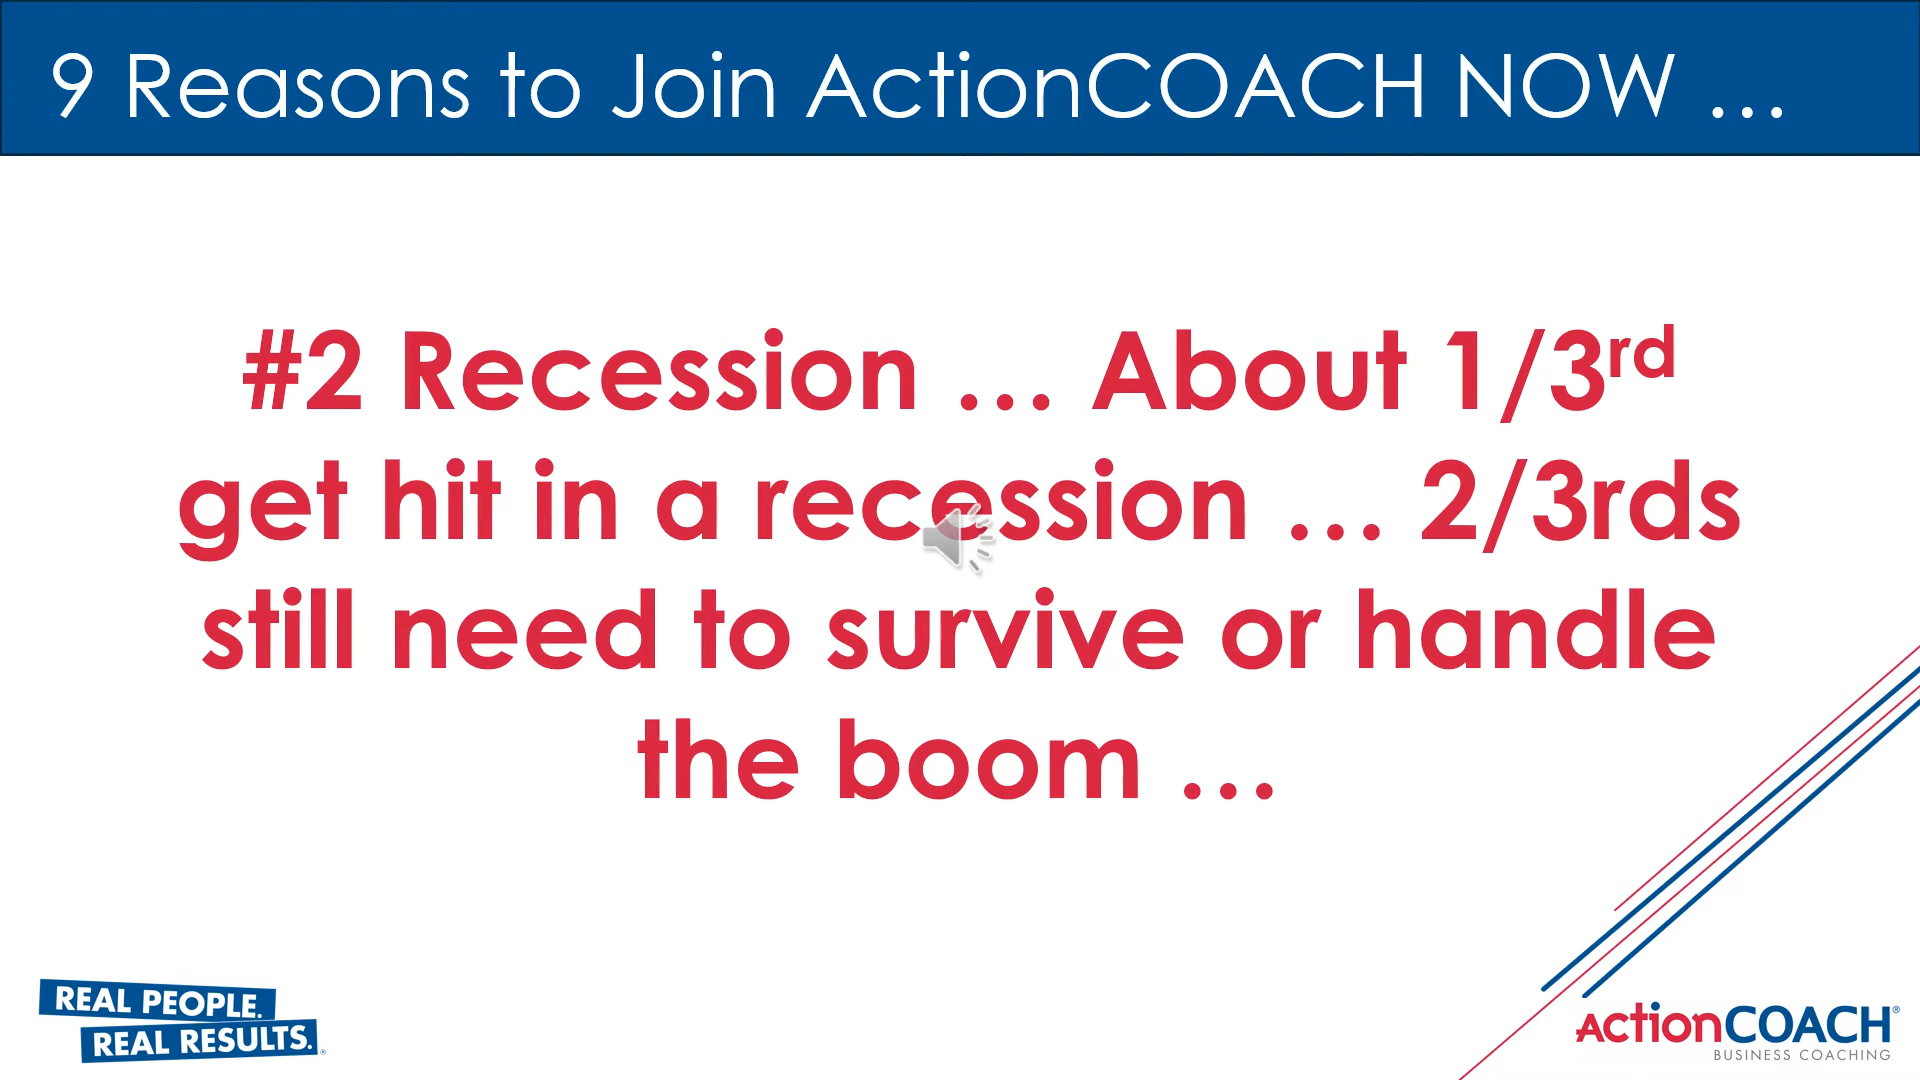 9 Reasons to Join ActionCOACH NOW ...
#2 Recession ... About 1/3rd
get hit in a recession ... 2/3rds
still need to survive or handle
the boom ...
REAL PEOPLE.
REAL RESULTS.
ActionCOACH®
BUSINESS COACHING